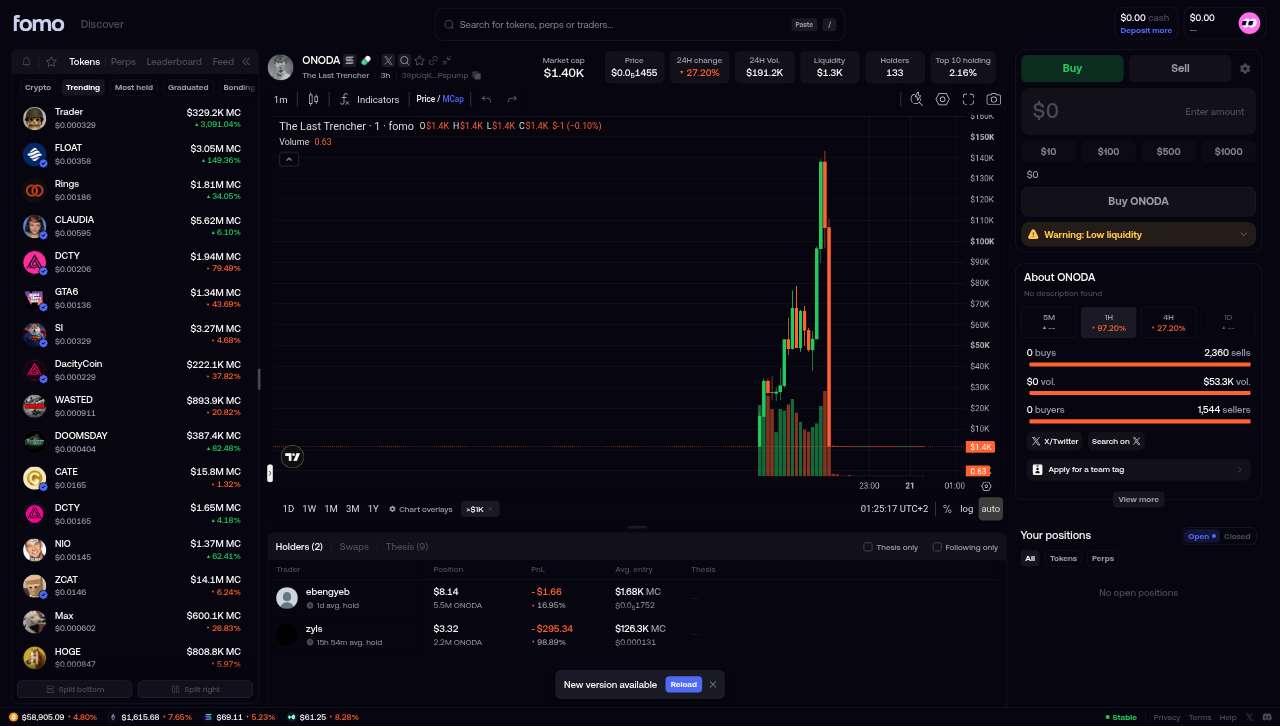 fomo Discover Search for tokens, perps or traders... Paste / $0.00 cash Deposit more $0.00 —
Tokens Perps Leaderboard Feed
Crypto Trending Most held Graduated Bonding
Trader $329.2K MC
$0.000329 3,091.04%
FLOAT $3.05M MC
$0.00358 149.36%
Rings $1.81M MC
$0.00186 34.05%
CLAUDIA $5.62M MC
$0.00595 6.10%
DCTY $1.94M MC
$0.00206 79.48%
GTA6 $1.34M MC
$0.00136 43.69%
SI $3.27M MC
$0.00329 4.68%
DacityCoin $222.1K MC
$0.000229 37.82%
WASTED $893.9K MC
$0.000911 20.82%
DOOMSDAY $387.4K MC
$0.000404 82.48%
CATE $15.8M MC
$0.0165 1.32%
DCTY $1.65M MC
$0.00165 4.18%
NIO $1.37M MC
$0.00145 62.41%
ZCAT $14.1M MC
$0.0146 6.24%
Max $600.1K MC
$0.000602 26.83%
HOGE $808.8K MC
$0.000847 5.97%
Split bottom Split right
ONODA
The Last Trencher 3h
Market cap
$1.40K
Price
$0.0₅1455
24H change
27.20%
24H Vol.
$191.2K
Liquidity
$1.3K
Holders
133
Top 10 holding
2.16%
1m Indicators Price / MCap
The Last Trencher · 1 · fomo O$1.4K H$1.4K L$1.4K C$1.4K $-1 (−0.10%)
Volume 0.63
$160K
$150K
$140K
$130K
$120K
$110K
$100K
$90K
$80K
$70K
$60K
$50K
$40K
$30K
$20K
$10K
$1.4K
0.63
23:00 21 01:00
1D 1W 1M 3M 1Y Chart overlays >$1K 01:25:17 UTC+2 % log auto
Holders (2) Swaps Thesis (9) Thesis only Following only
Trader Position PnL Avg. entry Thesis
ebengyeb $8.14 -$1.66 $1.68K MC
1d avg. hold 5.5M ONODA 16.95% $0.0₅1752
zyls $3.32 -$295.34 $126.3K MC
15h 54m avg. hold 2.2M ONODA 98.89% $0.000131
New version available Reload
Buy Sell
$0 Enter amount
$10 $100 $500 $1000
$0
Buy ONODA
Warning: Low liquidity
About ONODA
No description found
5M 1H 4H 1D
-- 97.20% 27.20% --
0 buys 2,360 sells
$0 vol. $53.3K vol.
0 buyers 1,544 sellers
X/Twitter Search on X
Apply for a team tag
View more
Your positions Open Closed
All Tokens Perps
No open positions
$58,905.09 4.80% $1,615.68 7.65% $69.11 5.23% $61.25 8.28% Stable Privacy Terms Help